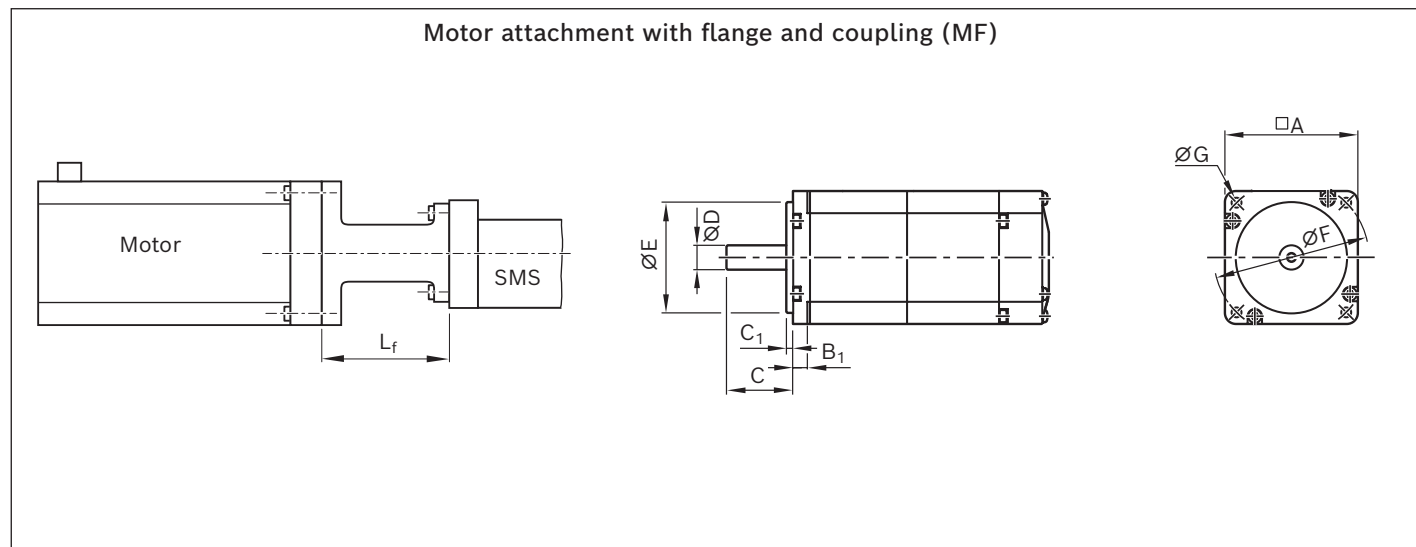 Motor attachment with flange and coupling (MF)
Motor
SMS
Lf
ØE
ØD
C1
B1
C
□A
ØG
ØF